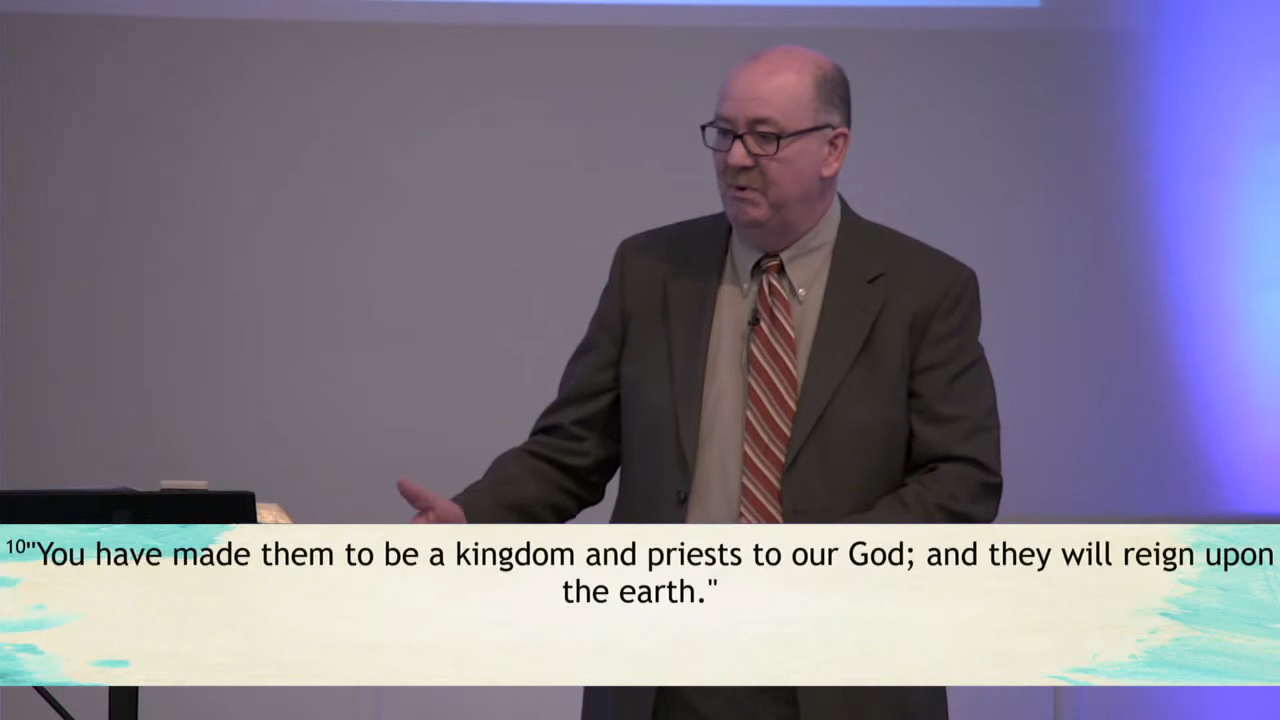 10"You have made them to be a kingdom and priests to our God; and they will reign upon
the earth."